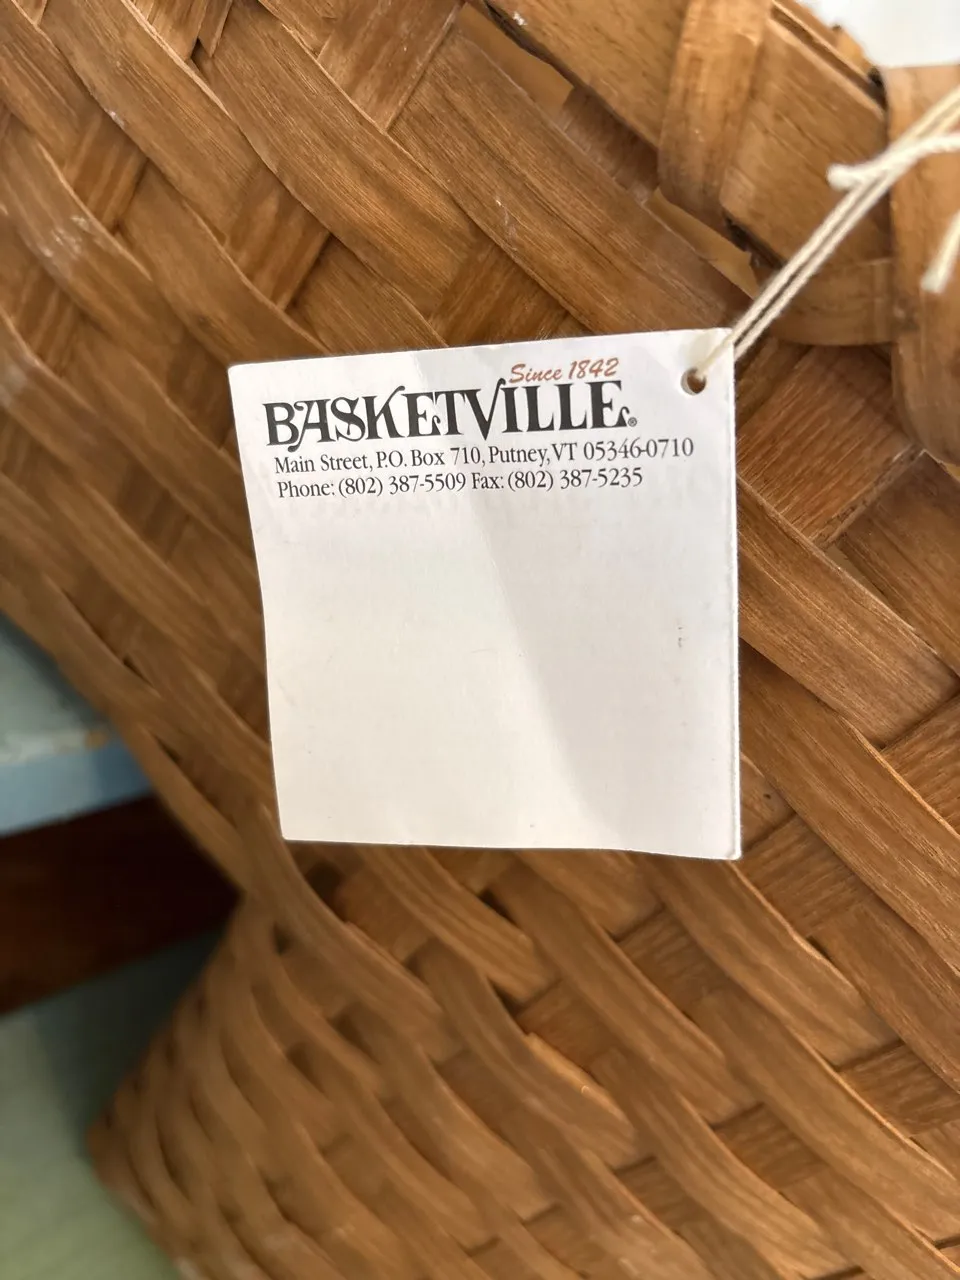 Since 1842
BASKETVILLE®
Main Street, P.O. Box 710, Putney, VT 05346-0710
Phone: (802) 387-5509 Fax: (802) 387-5235